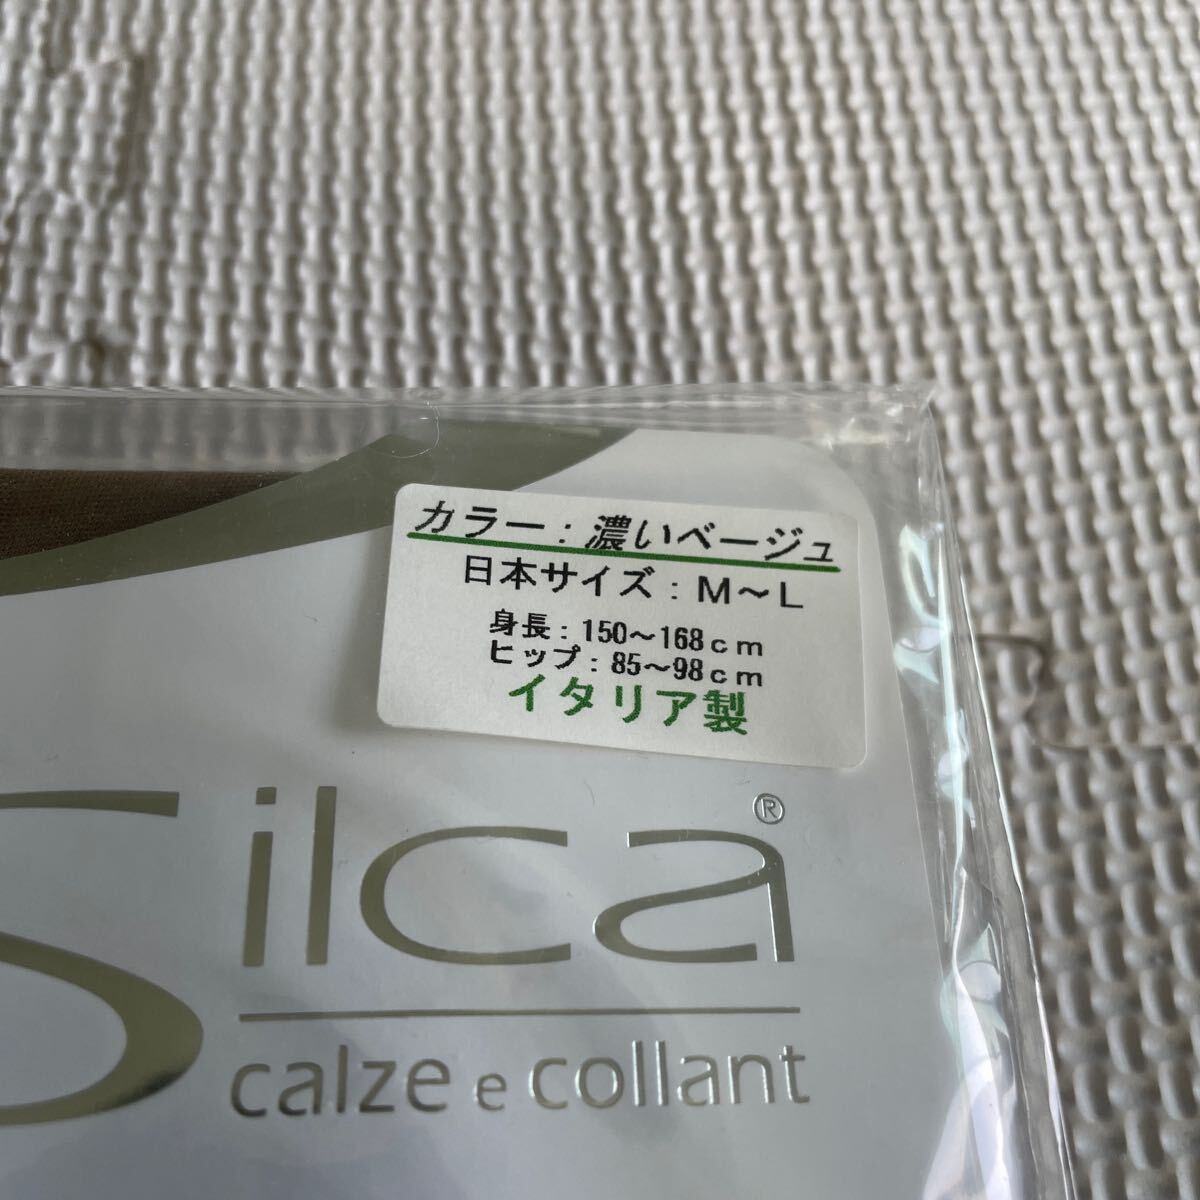 カラー：濃いベージュ
日本サイズ：M～L
身長：150～168cm
ヒップ：85～98cm
イタリア製
Silca®
calze e collant